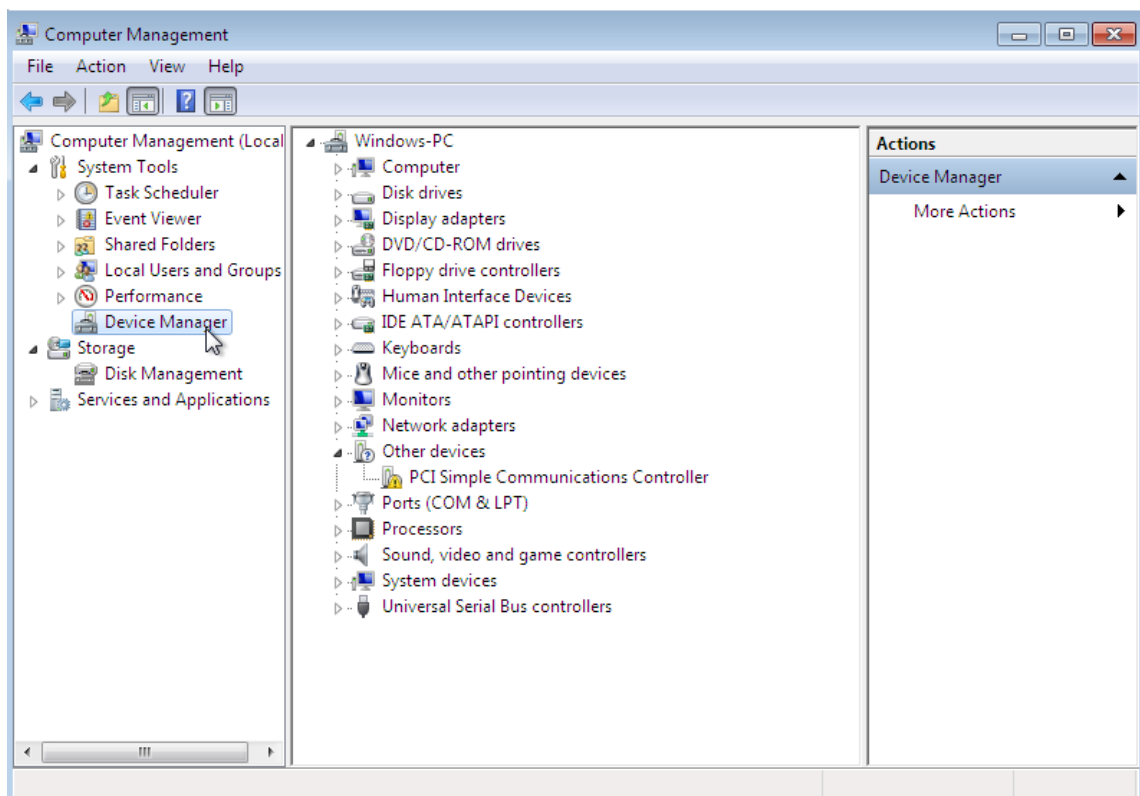 Computer Management
File Action View Help
Computer Management (Local
System Tools
Task Scheduler
Event Viewer
Shared Folders
Local Users and Groups
Performance
Device Manager
Storage
Disk Management
Services and Applications
Windows-PC
Computer
Disk drives
Display adapters
DVD/CD-ROM drives
Floppy drive controllers
Human Interface Devices
IDE ATA/ATAPI controllers
Keyboards
Mice and other pointing devices
Monitors
Network adapters
Other devices
PCI Simple Communications Controller
Ports (COM & LPT)
Processors
Sound, video and game controllers
System devices
Universal Serial Bus controllers
Actions
Device Manager
More Actions